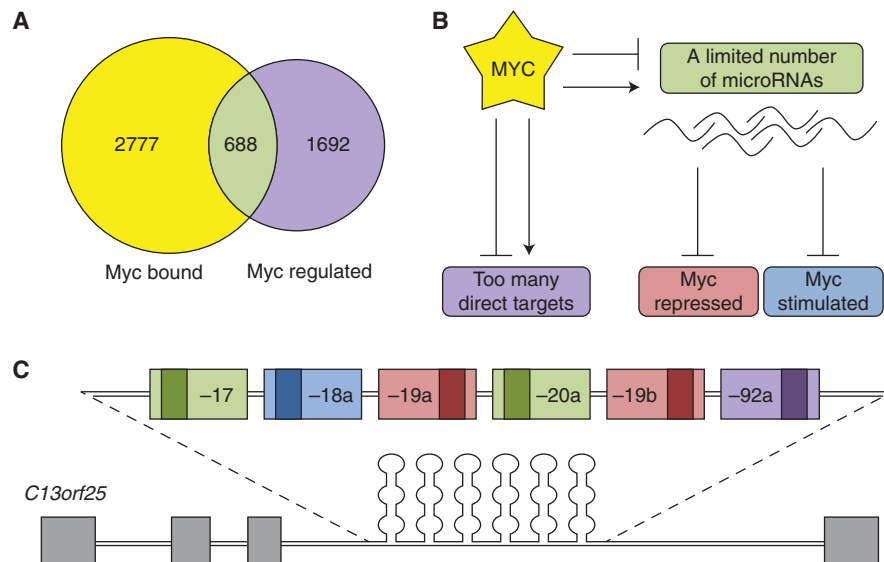 A
2777
688
1692
Myc bound
Myc regulated
B
MYC
A limited number
of microRNAs
Too many
direct targets
Myc
repressed
Myc
stimulated
C
–17
–18a
–19a
–20a
–19b
–92a
C13orf25